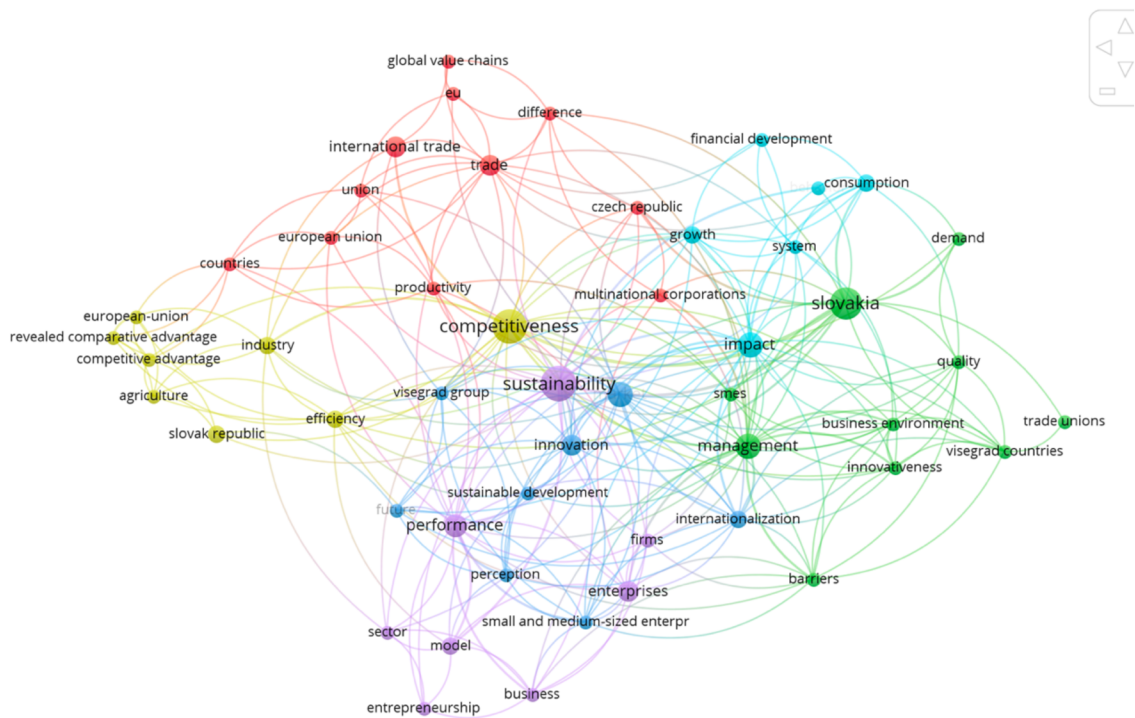 global value chains
eu
difference
international trade
trade
financial development
consumption
union
czech republic
european union
growth
system
demand
countries
productivity
multinational corporations
slovakia
european-union
competitiveness
revealed comparative advantage
industry
impact
competitive advantage
quality
sustainability
agriculture
visegrad group
smes
efficiency
business environment
trade unions
slovak republic
innovation
management
visegrad countries
innovativeness
sustainable development
future
performance
internationalization
firms
perception
barriers
enterprises
small and medium-sized enterpr
sector
model
business
entrepreneurship